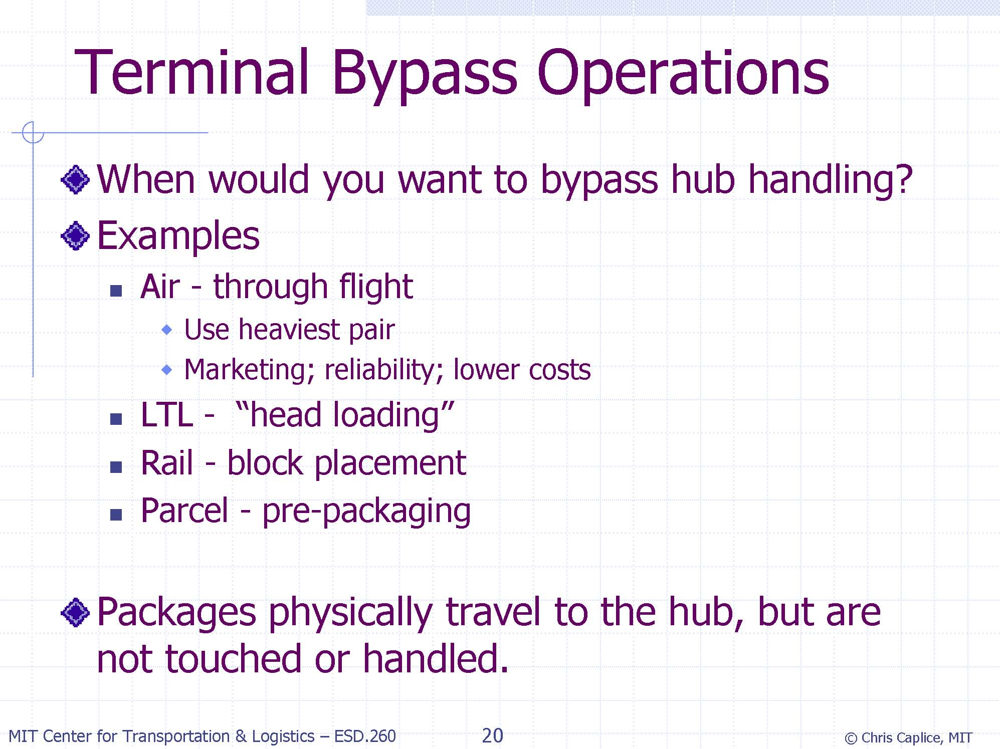 Terminal Bypass Operations
When would you want to bypass hub handling?
Examples
Air - through flight
Use heaviest pair
Marketing; reliability; lower costs
LTL - “head loading”
Rail - block placement
Parcel - pre-packaging
Packages physically travel to the hub, but are
not touched or handled.
MIT Center for Transportation & Logistics – ESD.260
20
© Chris Caplice, MIT